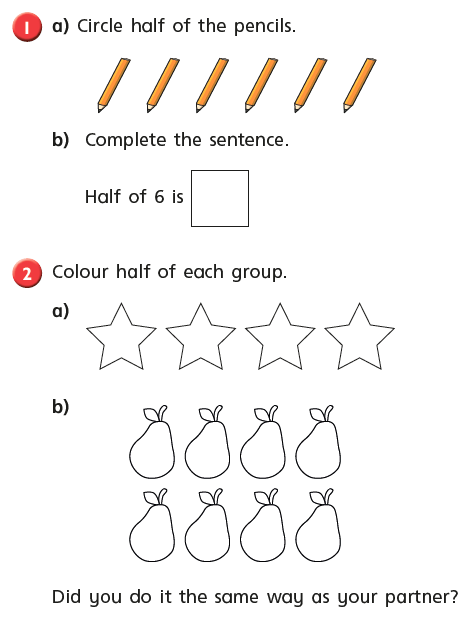 1 a) Circle half of the pencils.
b) Complete the sentence.
Half of 6 is
2 Colour half of each group.
a)
b)
Did you do it the same way as your partner?